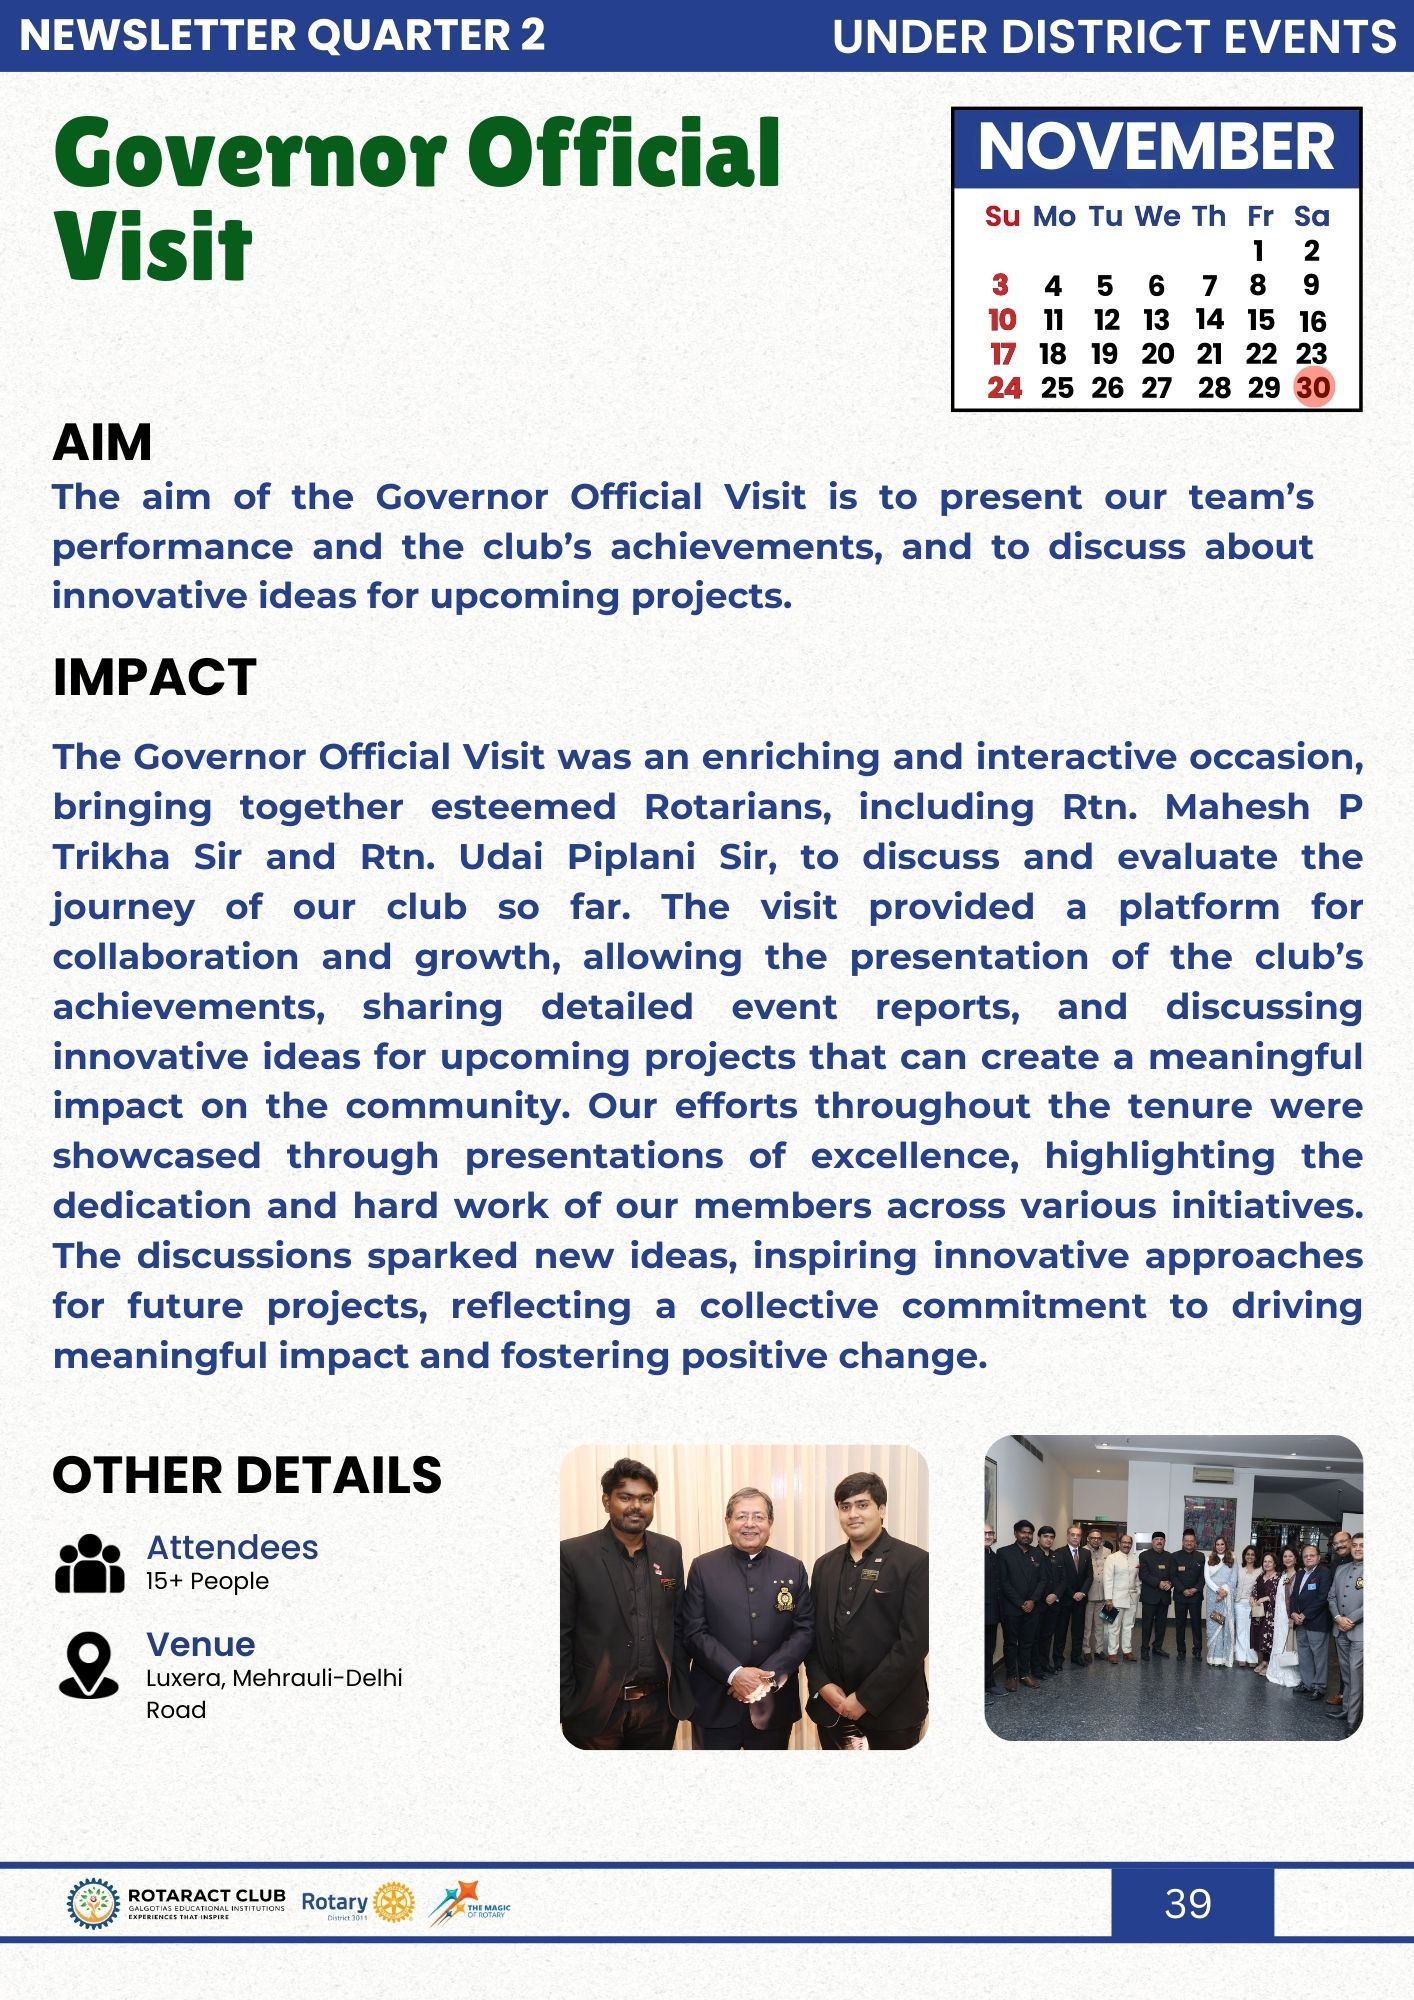 NEWSLETTER QUARTER 2
UNDER DISTRICT EVENTS
Governor Official
Visit
NOVEMBER
Su Mo Tu We Th Fr Sa
1 2
3 4 5 6 7 8 9
10 11 12 13 14 15 16
17 18 19 20 21 22 23
24 25 26 27 28 29 30
AIM
The aim of the Governor Official Visit is to present our team’s
performance and the club’s achievements, and to discuss about
innovative ideas for upcoming projects.
IMPACT
The Governor Official Visit was an enriching and interactive occasion,
bringing together esteemed Rotarians, including Rtn. Mahesh P
Trikha Sir and Rtn. Udai Piplani Sir, to discuss and evaluate the
journey of our club so far. The visit provided a platform for
collaboration and growth, allowing the presentation of the club’s
achievements, sharing detailed event reports, and discussing
innovative ideas for upcoming projects that can create a meaningful
impact on the community. Our efforts throughout the tenure were
showcased through presentations of excellence, highlighting the
dedication and hard work of our members across various initiatives.
The discussions sparked new ideas, inspiring innovative approaches
for future projects, reflecting a collective commitment to driving
meaningful impact and fostering positive change.
OTHER DETAILS
Attendees
15+ People
Venue
Luxera, Mehrauli-Delhi
Road
ROTARACT CLUB
GALGOTIAS EDUCATIONAL INSTITUTIONS
EXPERIENCES THAT INSPIRE
Rotary
District 3011
THE MAGIC
OF ROTARY
39